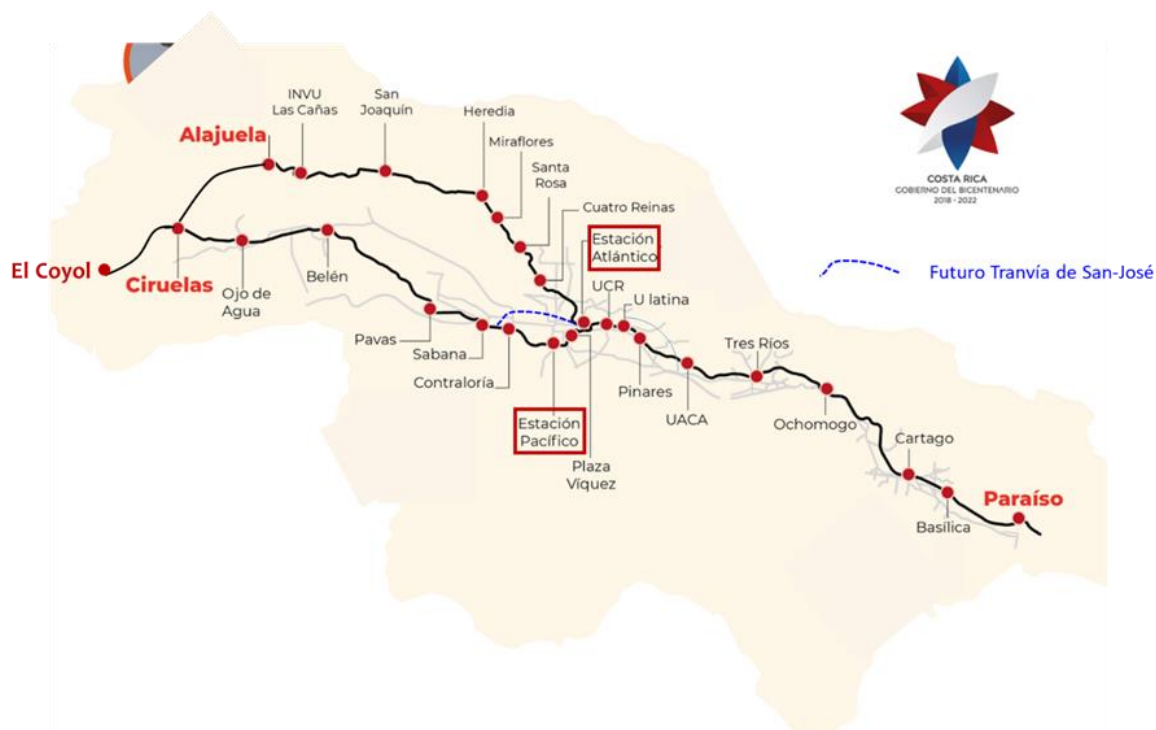 INVU
Las Cañas
San
Joaquín
Heredia
Miraflores
Alajuela
Santa
Rosa
Cuatro Reinas
COSTA RICA
GOBIERNO DEL BICENTENARIO
2018 - 2022
Estación
Atlántico
El Coyol
Ciruelas
Ojo de
Agua
Belén
UCR
U latina
Futuro Tranvía de San-José
Pavas
Sabana
Contraloría
Tres Ríos
Pinares
UACA
Ochomogo
Estación
Pacífico
Plaza
Víquez
Cartago
Basílica
Paraíso